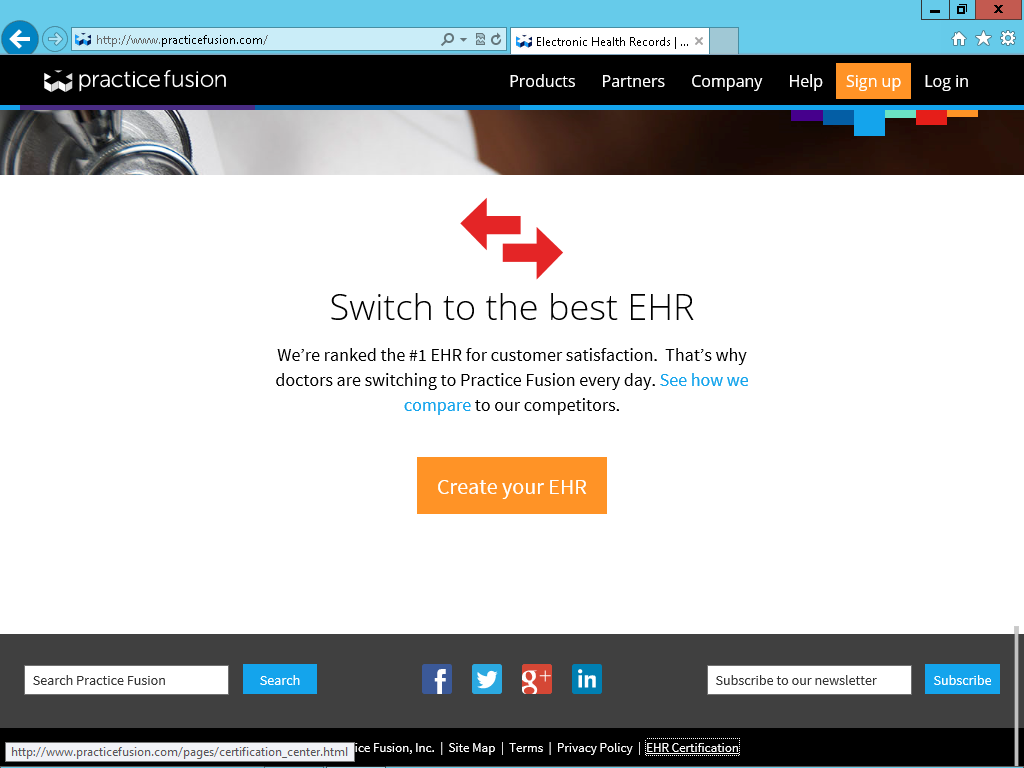 http://www.practicefusion.com/
Electronic Health Records | ...
practice fusion
Products Partners Company Help Sign up Log in
Switch to the best EHR
We're ranked the #1 EHR for customer satisfaction. That's why
doctors are switching to Practice Fusion every day. See how we
compare to our competitors.
Create your EHR
Search Practice Fusion Search
f g+ in
Subscribe to our newsletter Subscribe
http://www.practicefusion.com/pages/certification_center.html
ice Fusion, Inc. | Site Map | Terms | Privacy Policy | EHR Certification